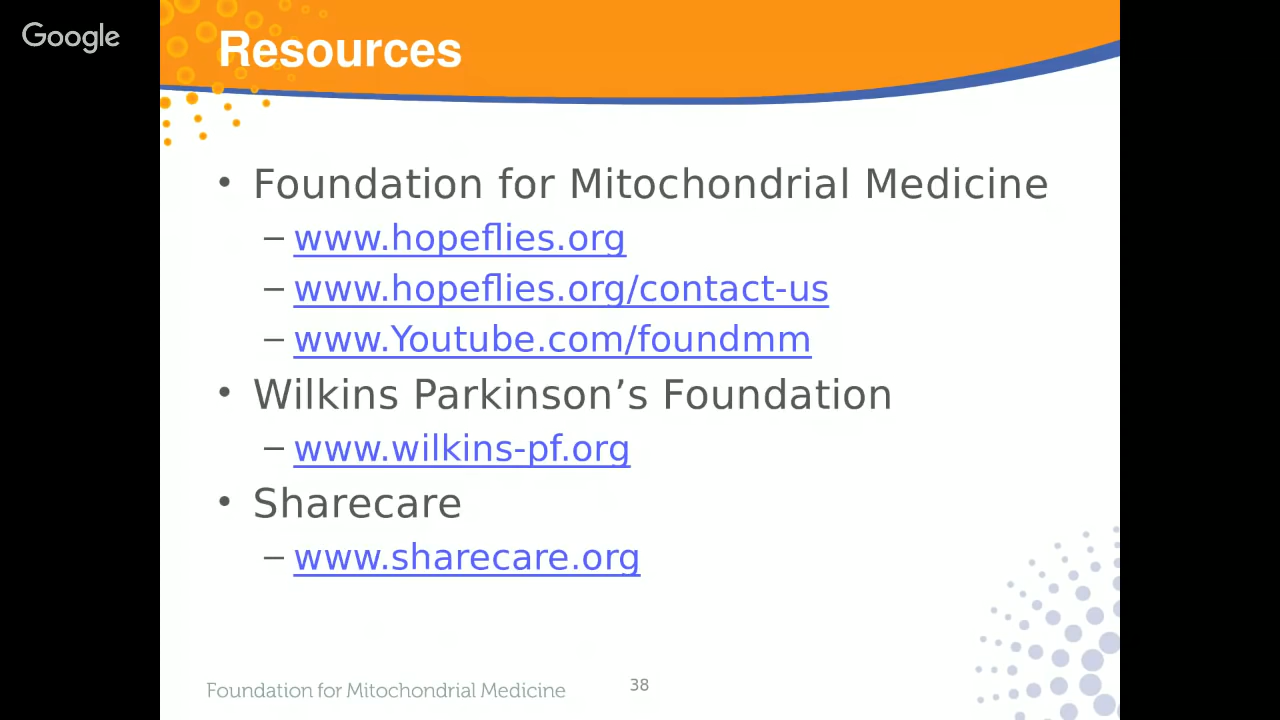 Google
Resources
• Foundation for Mitochondrial Medicine
– www.hopeflies.org
– www.hopeflies.org/contact-us
– www.Youtube.com/foundmm
• Wilkins Parkinson’s Foundation
– www.wilkins-pf.org
• Sharecare
– www.sharecare.org
Foundation for Mitochondrial Medicine
38